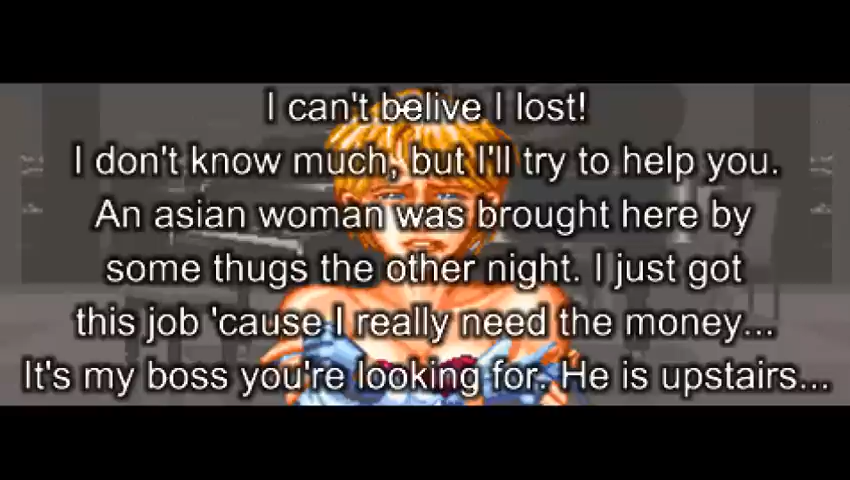 I can't belive I lost!
I don't know much, but I'll try to help you.
An asian woman was brought here by
some thugs the other night. I just got
this job 'cause I really need the money...
It's my boss you're looking for. He is upstairs...